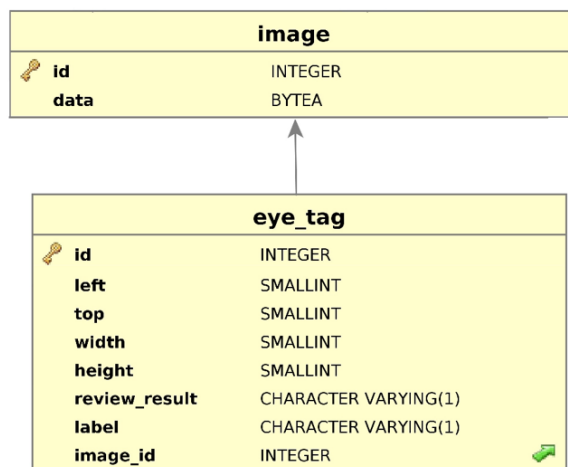 image
id INTEGER
data BYTEA
eye_tag
id INTEGER
left SMALLINT
top SMALLINT
width SMALLINT
height SMALLINT
review_result CHARACTER VARYING(1)
label CHARACTER VARYING(1)
image_id INTEGER